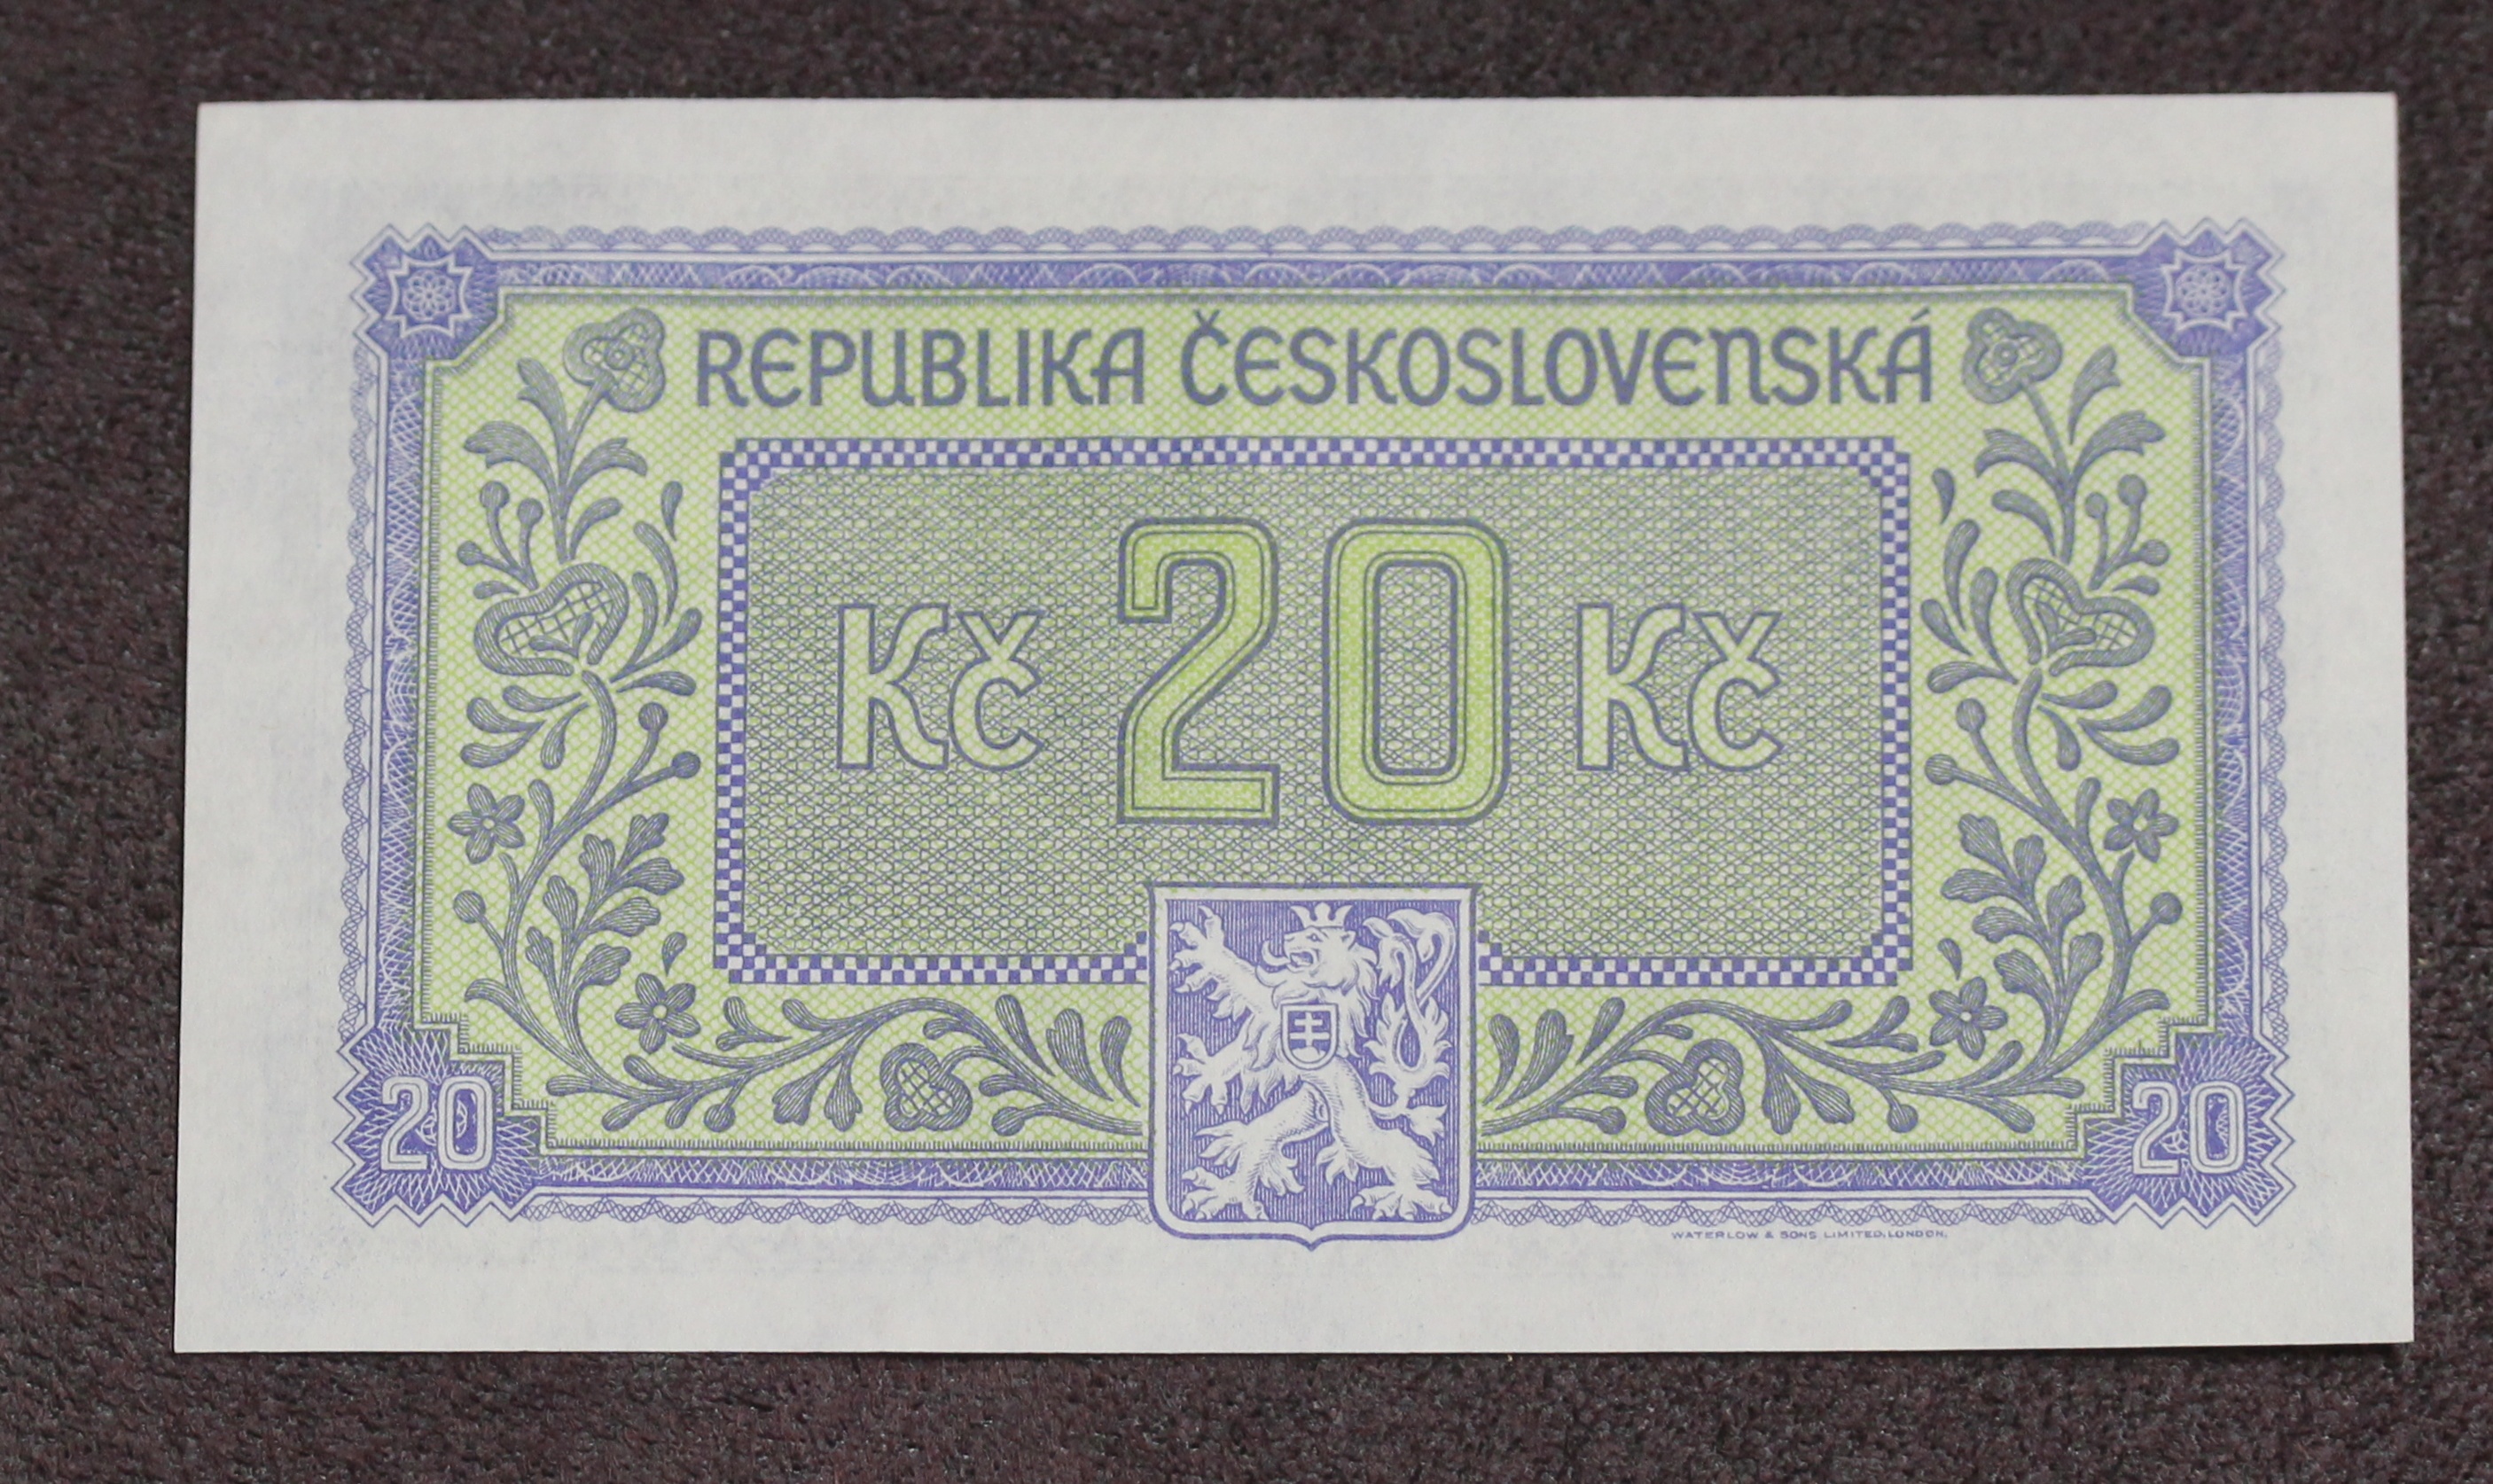 REPUBLIKA ČESKOSLOVENSKÁ
Kč 20 Kč
20 20
WATERLOW & SONS LIMITED, LONDON.